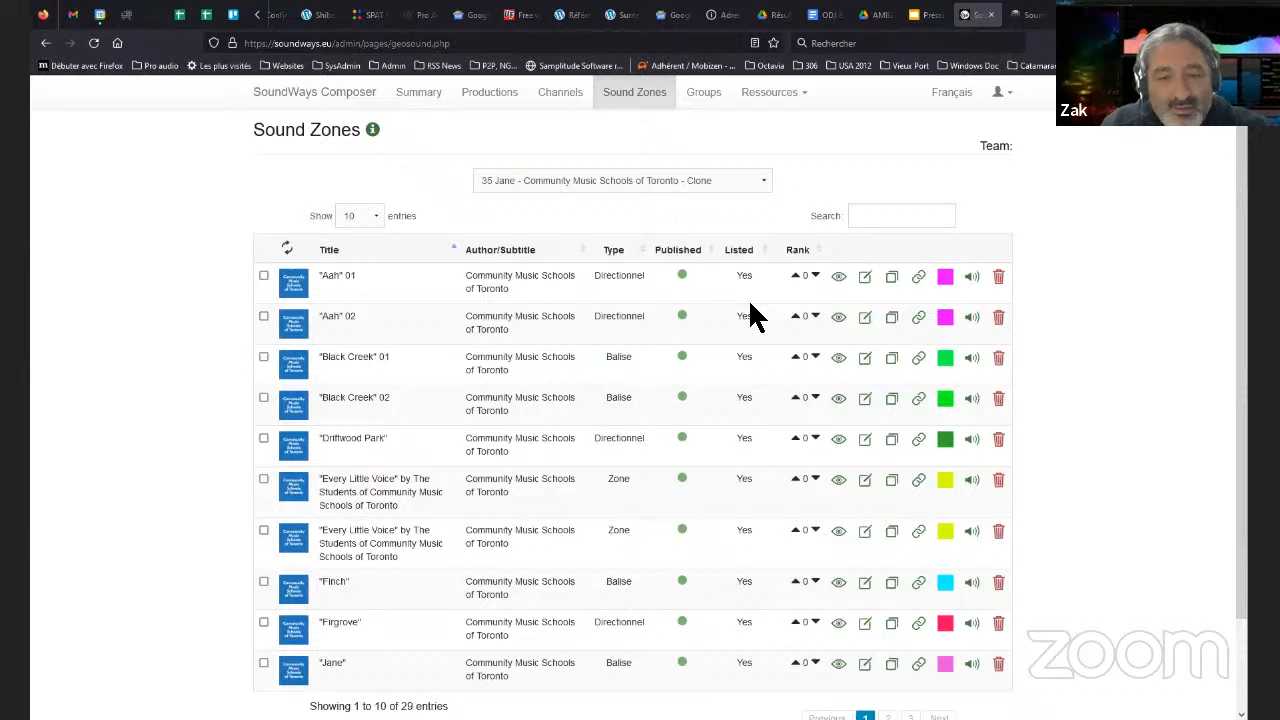 https://soundways.eu/admin/pages/geosound.php
Rechercher
Débuter avec Firefox Pro audio Les plus visités Websites SysAdmin Admin SSS News P2P, NG... Software r... Adhérent / Adulten - ... Octavia 306 USA 2012 Vieux Port Windows Doc Catamara
Zak
SoundWays Composer Summary Productions Sound Zones Groups Ressources Français
Sound Zones
Team:
35 Jane - Community Music Schools of Toronto - Clone
Show 10 entries Search:
Title Author/Subtitle Type Published Listed Rank
"Aah" 01 Community Music Schools Directionnel Yes 0
of Toronto
"Aah" 02 Community Music Schools Directionnel Yes 0
of Toronto
"Black Creek" 01 Community Music Schools Balise Yes 0
of Toronto
"Black Creek" 02 Community Music Schools Balise Yes 0
of Toronto
"Driftwood Park" Community Music Schools Directionnel Yes 0
of Toronto
"Every Little Voice" by The Community Music Schools Zone Yes 0
Students of Community Music of Toronto
Schools of Toronto
"Every Little Voice" by The Community Music Schools Zone Yes 0
Students of Community Music of Toronto
Schools of Toronto
"Finch" Community Music Schools Balise Yes 0
of Toronto
"Firgrove" Community Music Schools Directionnel Yes 0
of Toronto
"Jane" Community Music Schools Balise Yes 0
of Toronto
Showing 1 to 10 of 29 entries
Previous 1 2 3 Next
zoom